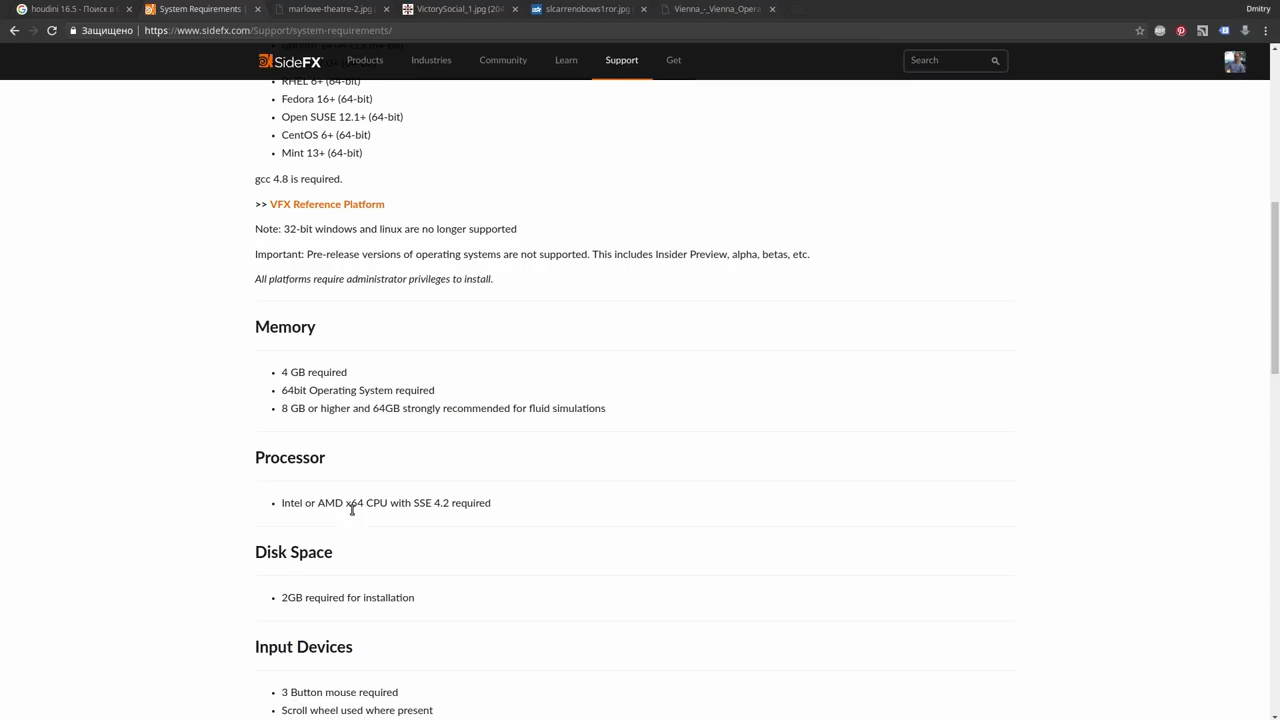 houdini 16.5 - Поиск в G
System Requirements |
marlowe-theatre-2.jpg
VictorySocial_1.jpg (204
slcarrenobows1ror.jpg
Vienna_-_Vienna_Opera
Dmitry
Защищено
https://www.sidefx.com/Support/system-requirements/
SideFX
Products
Industries
Community
Learn
Support
Get
Search
RHEL 6+ (64-bit)
Fedora 16+ (64-bit)
Open SUSE 12.1+ (64-bit)
CentOS 6+ (64-bit)
Mint 13+ (64-bit)
gcc 4.8 is required.
>> VFX Reference Platform
Note: 32-bit windows and linux are no longer supported
Important: Pre-release versions of operating systems are not supported. This includes Insider Preview, alpha, betas, etc.
All platforms require administrator privileges to install.
Memory
4 GB required
64bit Operating System required
8 GB or higher and 64GB strongly recommended for fluid simulations
Processor
Intel or AMD x64 CPU with SSE 4.2 required
Disk Space
2GB required for installation
Input Devices
3 Button mouse required
Scroll wheel used where present